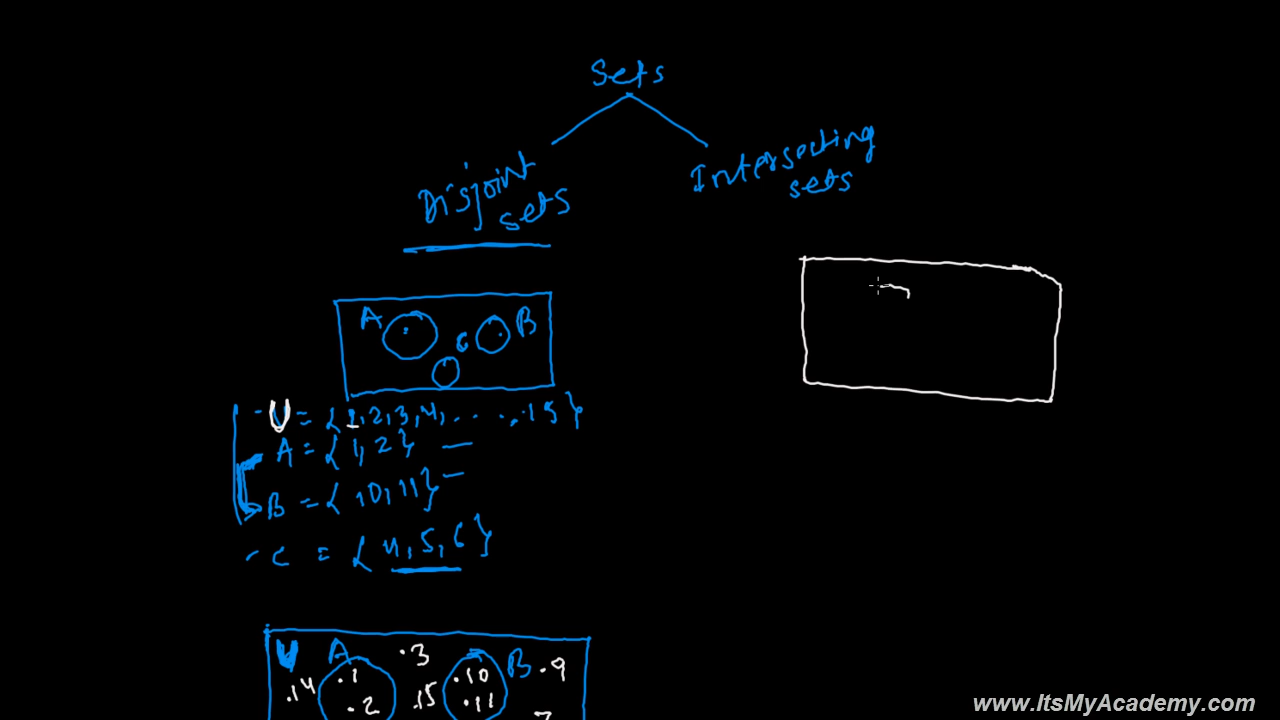 Sets
Disjoint
sets
Intersecting
sets
A
B
C
U = { 1, 2, 3, 4, . . . . . . 15 }
A = { 1, 2 }
B = { 10, 11 }
C = { 4, 5, 6 }
U A .3 B .9
.14 .1 .15 .10
.2 .11
www.ItsMyAcademy.com